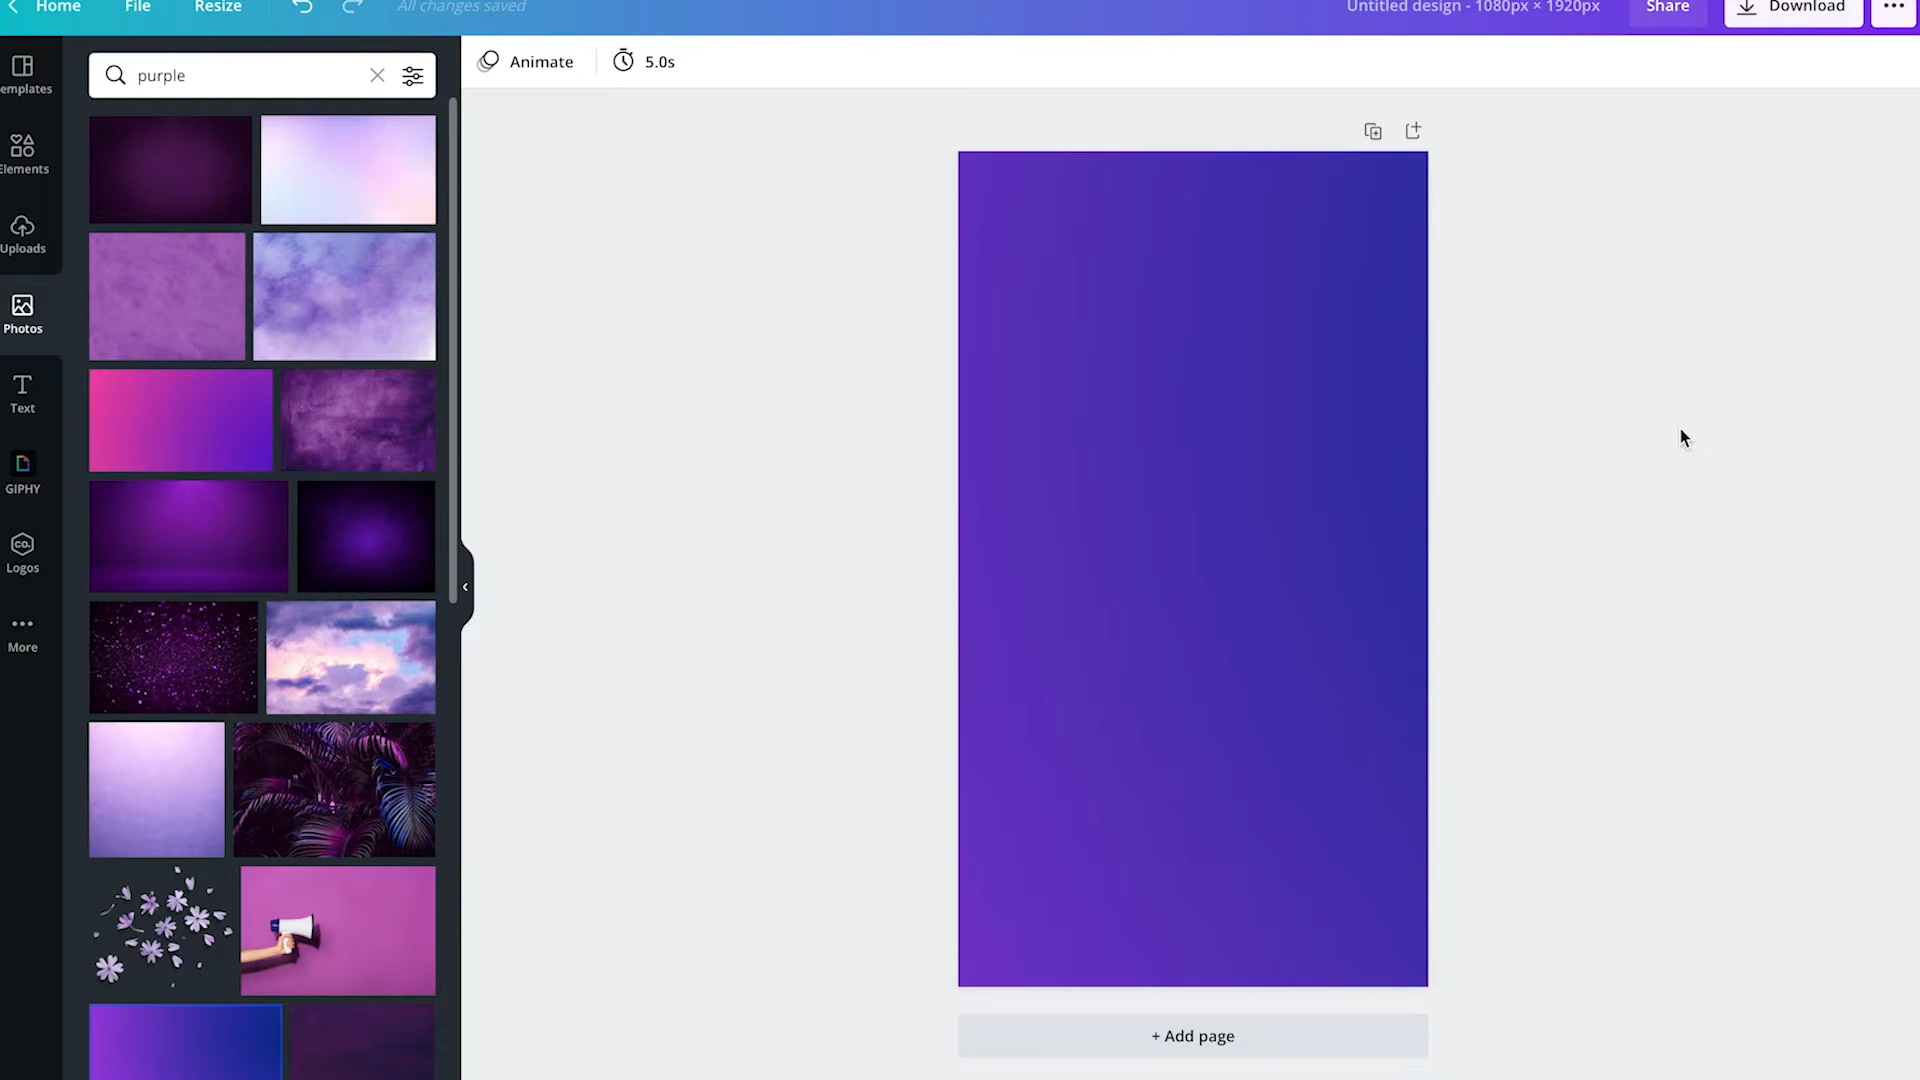 Home File Resize All changes saved Untitled design - 1080px × 1920px Share Download
purple
Animate 5.0s
emplates
Elements
Uploads
Photos
Text
GIPHY
CO.
Logos
More
+ Add page